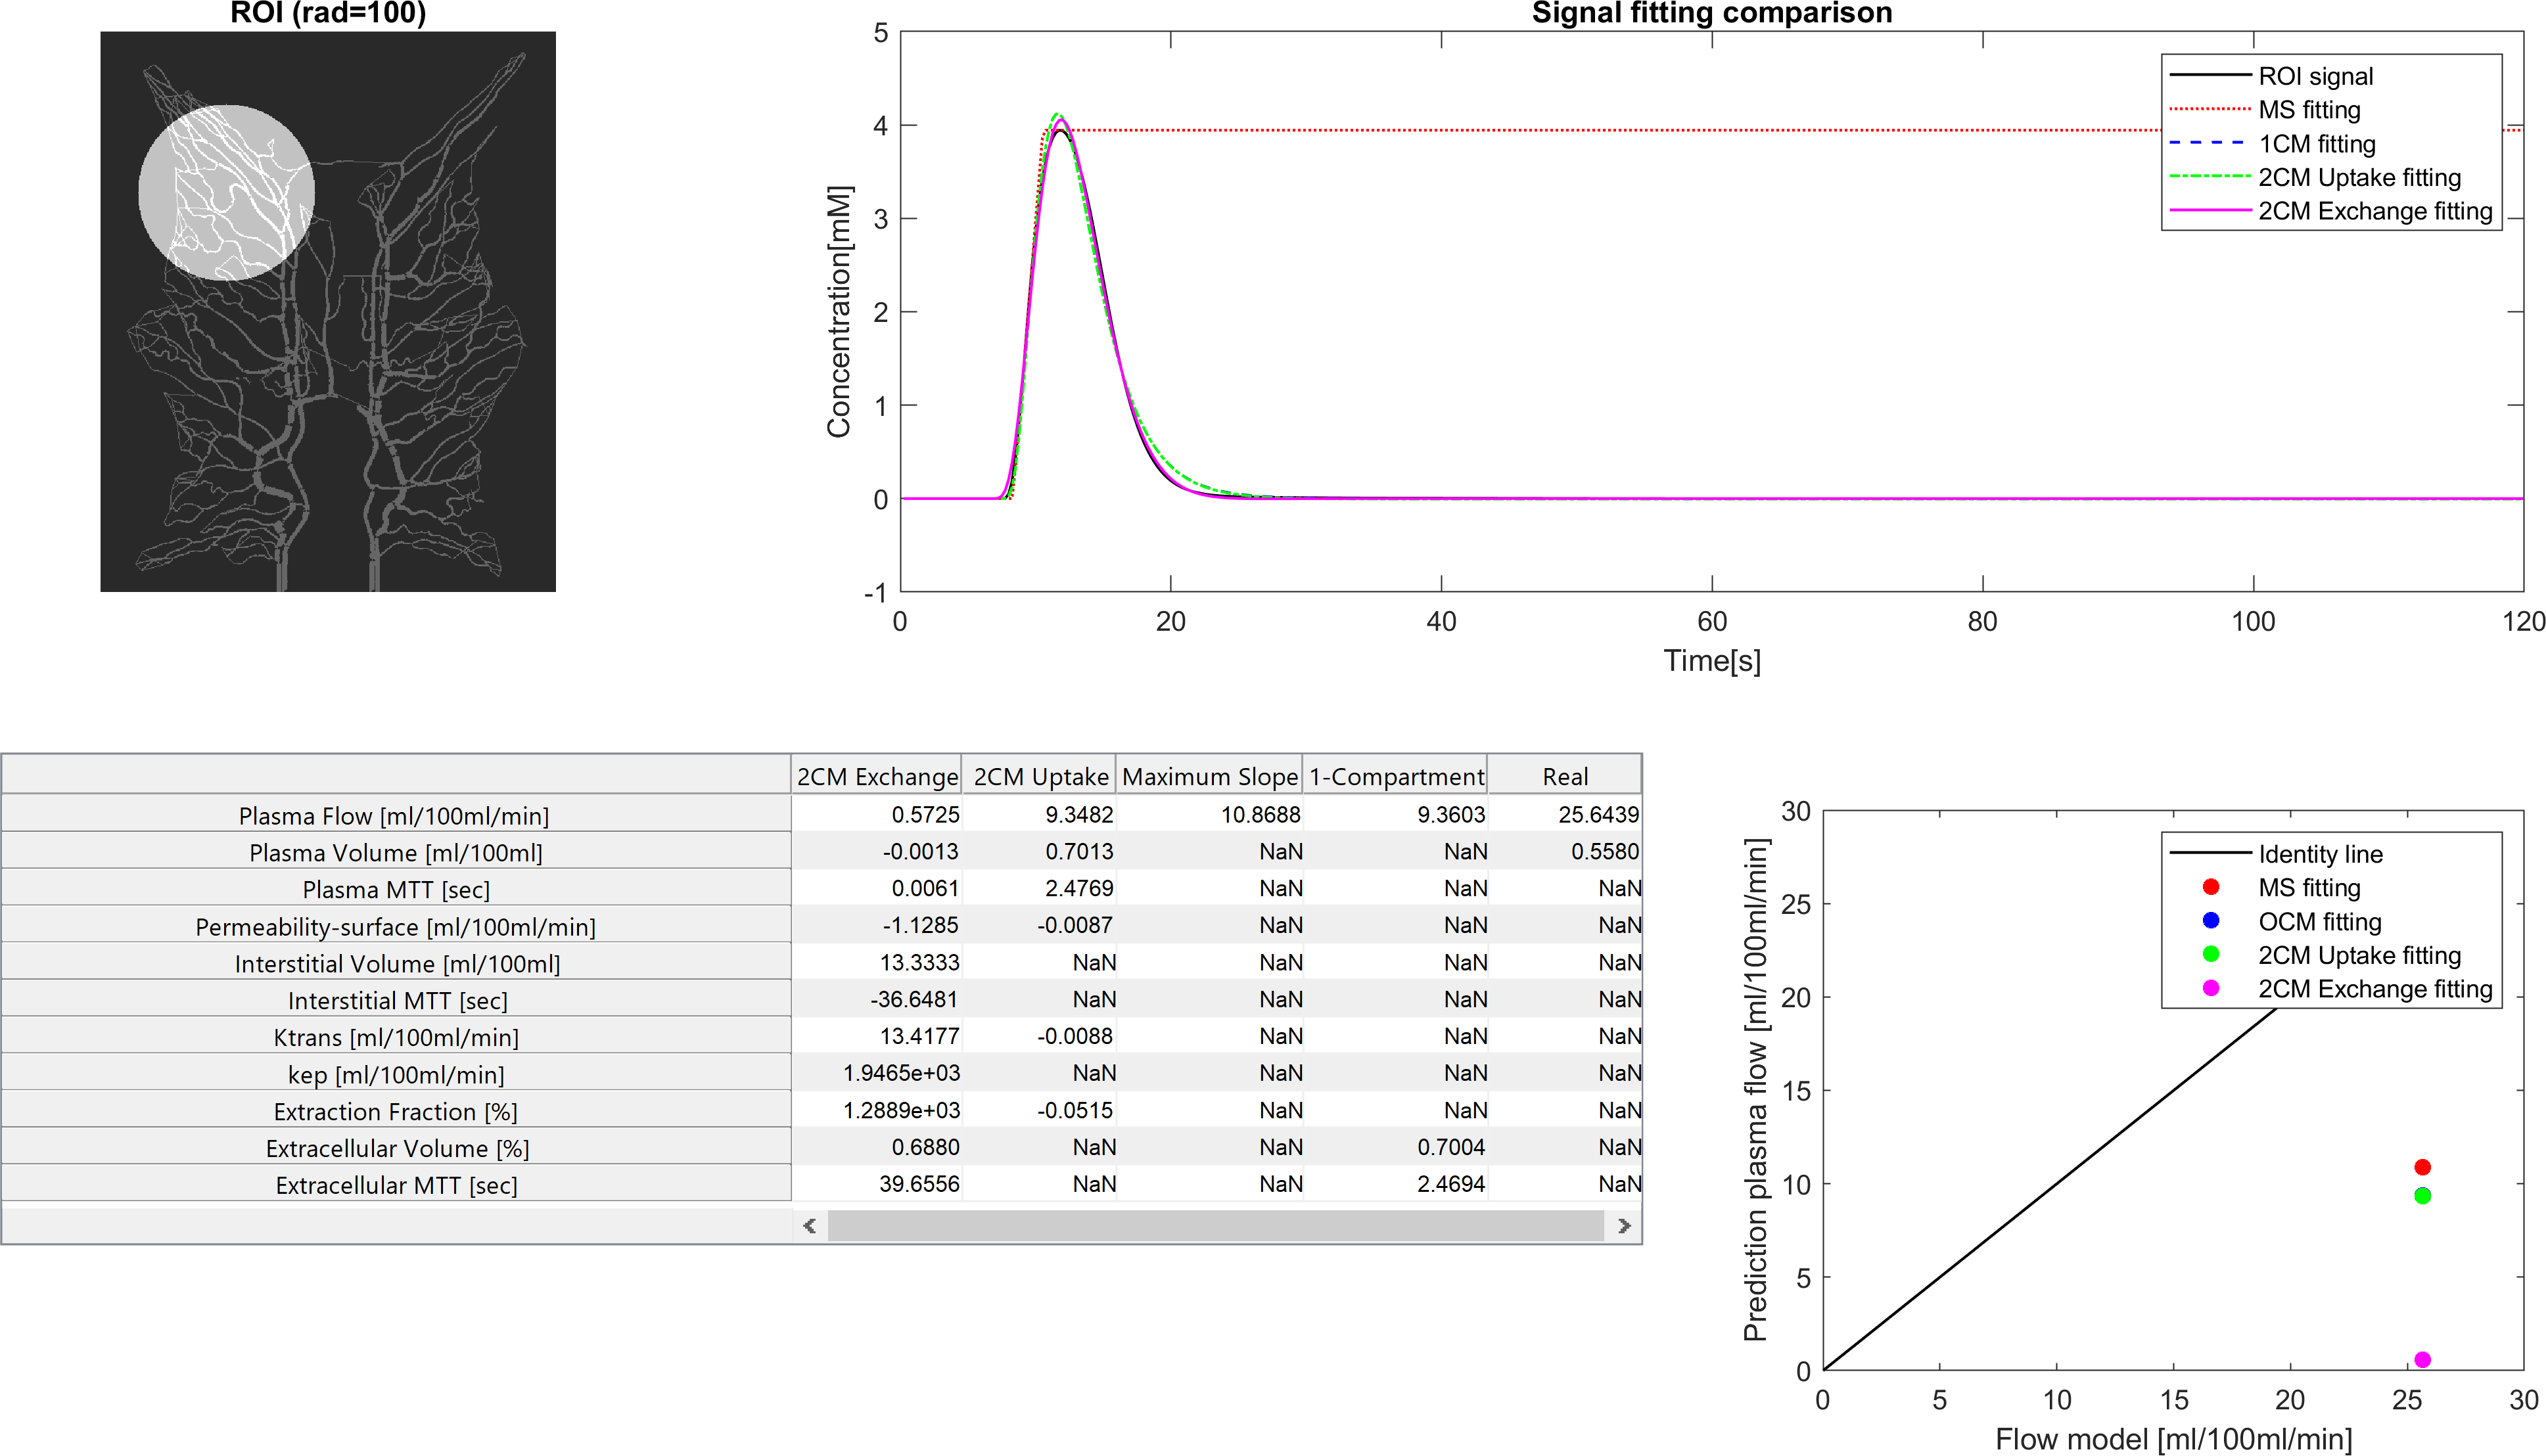 ROI (rad=100)
Signal fitting comparison
5
4
3
2
1
0
-1
Concentration[mM]
0 20 40 60 80 100 120
Time[s]
ROI signal
MS fitting
1CM fitting
2CM Uptake fitting
2CM Exchange fitting
2CM Exchange 2CM Uptake Maximum Slope 1-Compartment Real
Plasma Flow [ml/100ml/min] 0.5725 9.3482 10.8688 9.3603 25.6439
Plasma Volume [ml/100ml] -0.0013 0.7013 NaN NaN 0.5580
Plasma MTT [sec] 0.0061 2.4769 NaN NaN NaN
Permeability-surface [ml/100ml/min] -1.1285 -0.0087 NaN NaN NaN
Interstitial Volume [ml/100ml] 13.3333 NaN NaN NaN NaN
Interstitial MTT [sec] -36.6481 NaN NaN NaN NaN
Ktrans [ml/100ml/min] 13.4177 -0.0088 NaN NaN NaN
kep [ml/100ml/min] 1.9465e+03 NaN NaN NaN NaN
Extraction Fraction [%] 1.2889e+03 -0.0515 NaN NaN NaN
Extracellular Volume [%] 0.6880 NaN NaN 0.7004 NaN
Extracellular MTT [sec] 39.6556 NaN NaN 2.4694 NaN
30
25
20
15
10
5
0
Prediction plasma flow [ml/100ml/min]
Identity line
MS fitting
OCM fitting
2CM Uptake fitting
2CM Exchange fitting
0 5 10 15 20 25 30
Flow model [ml/100ml/min]